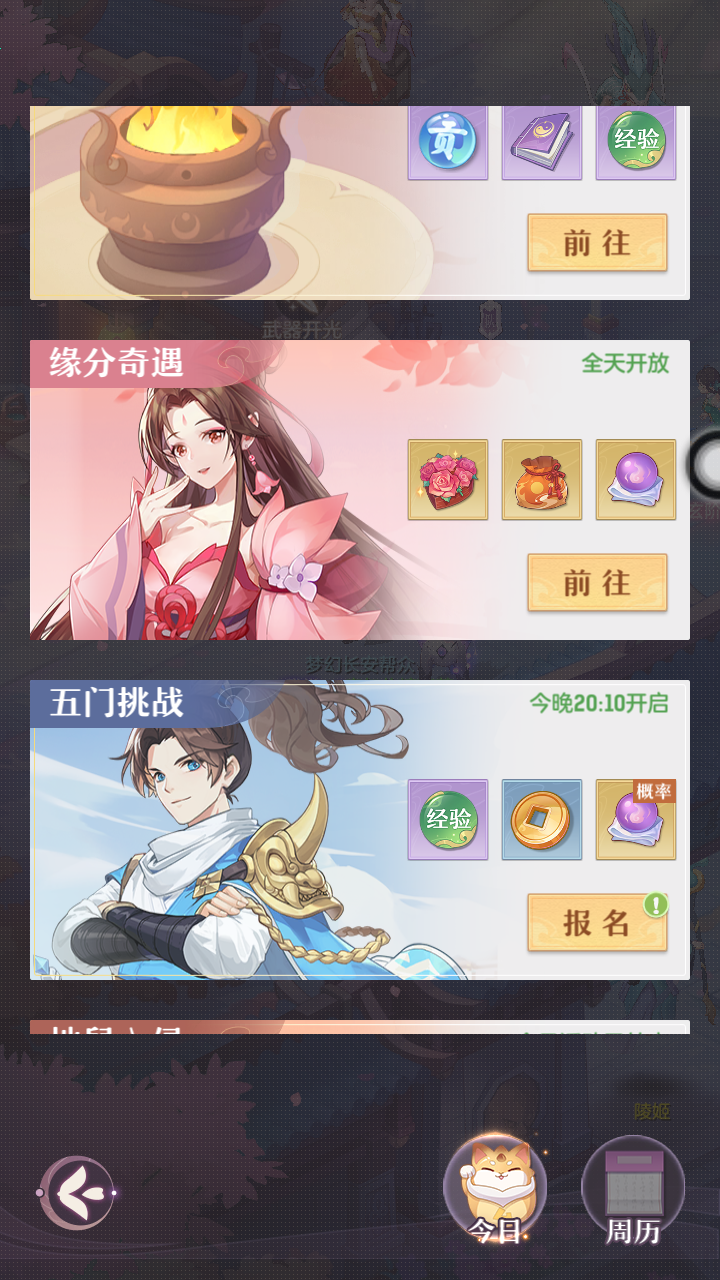 贡
经验
前往
武器开光
缘分奇遇
全天开放
前往
梦幻长安帮众
五门挑战
今晚20:10开启
经验
概率
报名
陵姬
今日
周历